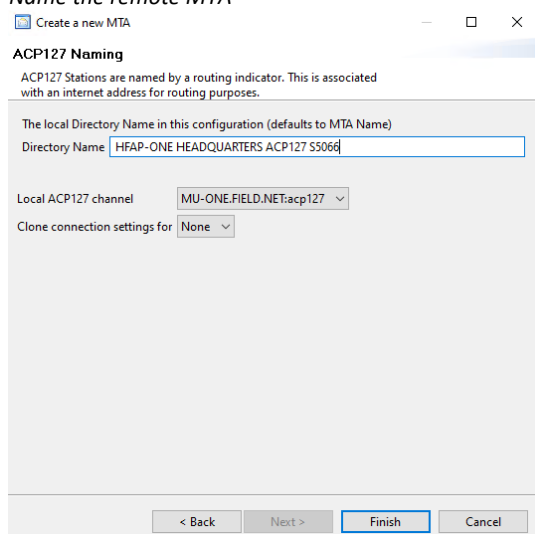 Name the remote MTA
Create a new MTA
ACP127 Naming
ACP127 Stations are named by a routing indicator. This is associated
with an internet address for routing purposes.
The local Directory Name in this configuration (defaults to MTA Name)
Directory Name HFAP-ONE HEADQUARTERS ACP127 S5066
Local ACP127 channel MU-ONE.FIELD.NET:acp127
Clone connection settings for None
< Back Next > Finish Cancel